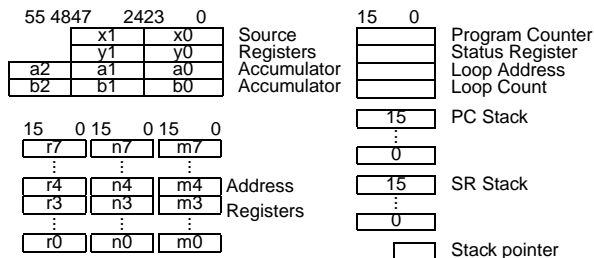 55 4847 2423 0
x1 x0 Source
y1 y0 Registers
a2 a1 a0 Accumulator
b2 b1 b0 Accumulator
15 0 15 0 15 0
r7 n7 m7
⋮ ⋮ ⋮
r4 n4 m4 Address
r3 n3 m3 Registers
⋮ ⋮ ⋮
r0 n0 m0
15 0
Program Counter
Status Register
Loop Address
Loop Count
15 PC Stack
⋮
0
15 SR Stack
⋮
0
Stack pointer